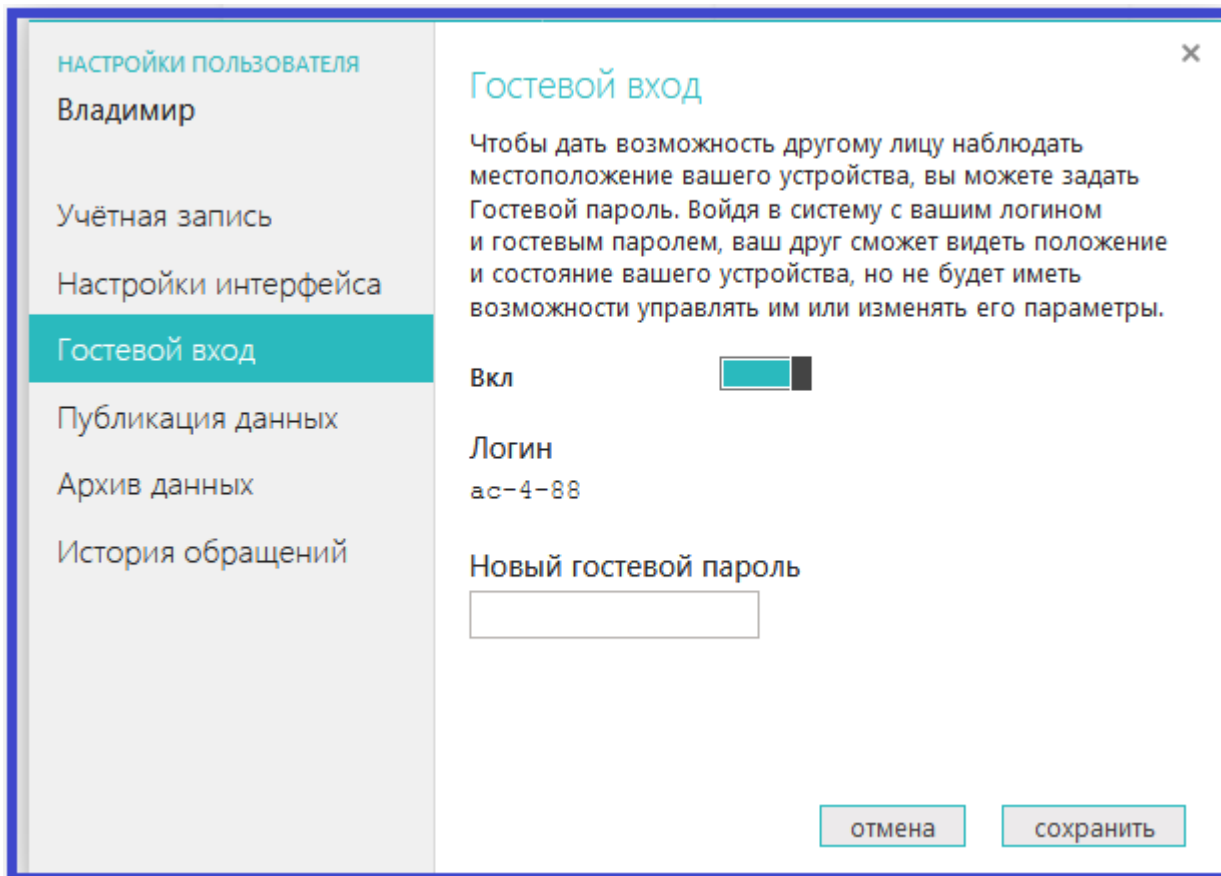 НАСТРОЙКИ ПОЛЬЗОВАТЕЛЯ
Владимир
Учётная запись
Настройки интерфейса
Гостевой вход
Публикация данных
Архив данных
История обращений
×
Гостевой вход
Чтобы дать возможность другому лицу наблюдать
местоположение вашего устройства, вы можете задать
Гостевой пароль. Войдя в систему с вашим логином
и гостевым паролем, ваш друг сможет видеть положение
и состояние вашего устройства, но не будет иметь
возможности управлять им или изменять его параметры.
Вкл
Логин
ac-4-88
Новый гостевой пароль
отмена сохранить